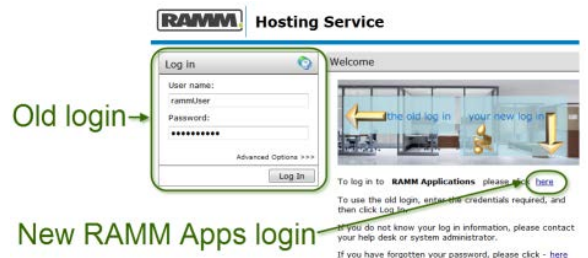 RAMM Hosting Service
Log in
User name:
rammUser
Password:
••••••••••
Advanced Options >>>
Log In
Old login
New RAMM Apps login
Welcome
the old log in
your new log in
To log in to RAMM Applications please click here
To use the old login, enter the credentials required, and
then click Log In.
If you do not know your log in information, please contact
your help desk or system administrator.
If you have forgotten your password, please click - here